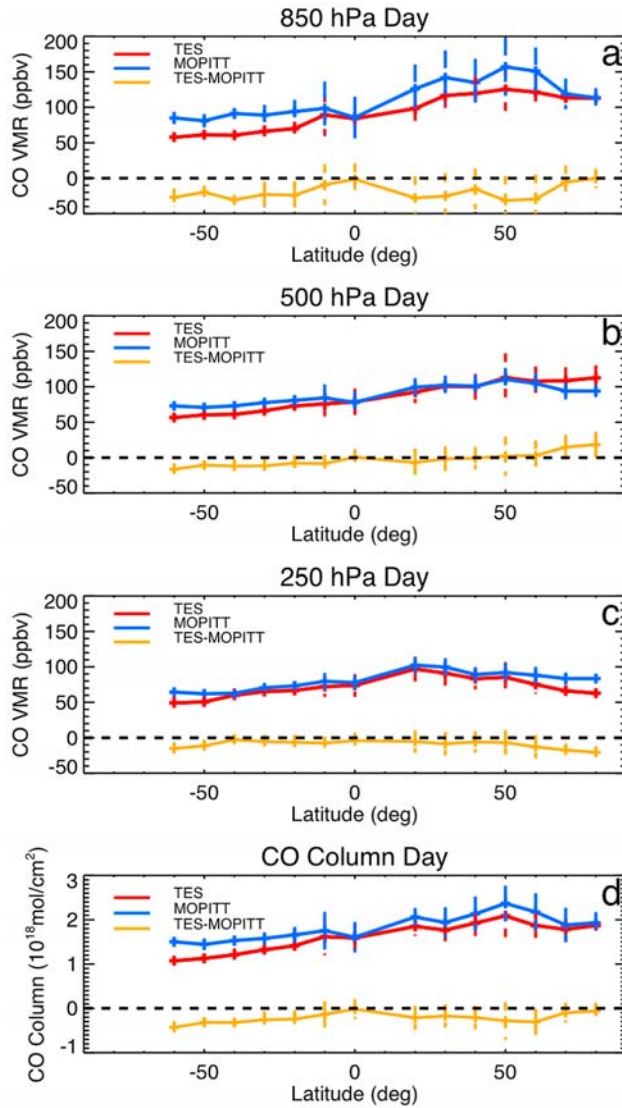 850 hPa Day
a
TES
MOPITT
TES-MOPITT
CO VMR (ppbv)
200
150
100
50
0
-50
-50 0 50
Latitude (deg)
500 hPa Day
b
TES
MOPITT
TES-MOPITT
CO VMR (ppbv)
200
150
100
50
0
-50
-50 0 50
Latitude (deg)
250 hPa Day
c
TES
MOPITT
TES-MOPITT
CO VMR (ppbv)
200
150
100
50
0
-50
-50 0 50
Latitude (deg)
CO Column Day
d
TES
MOPITT
TES-MOPITT
CO Column (10¹⁸mol/cm²)
3
2
1
0
-1
-50 0 50
Latitude (deg)